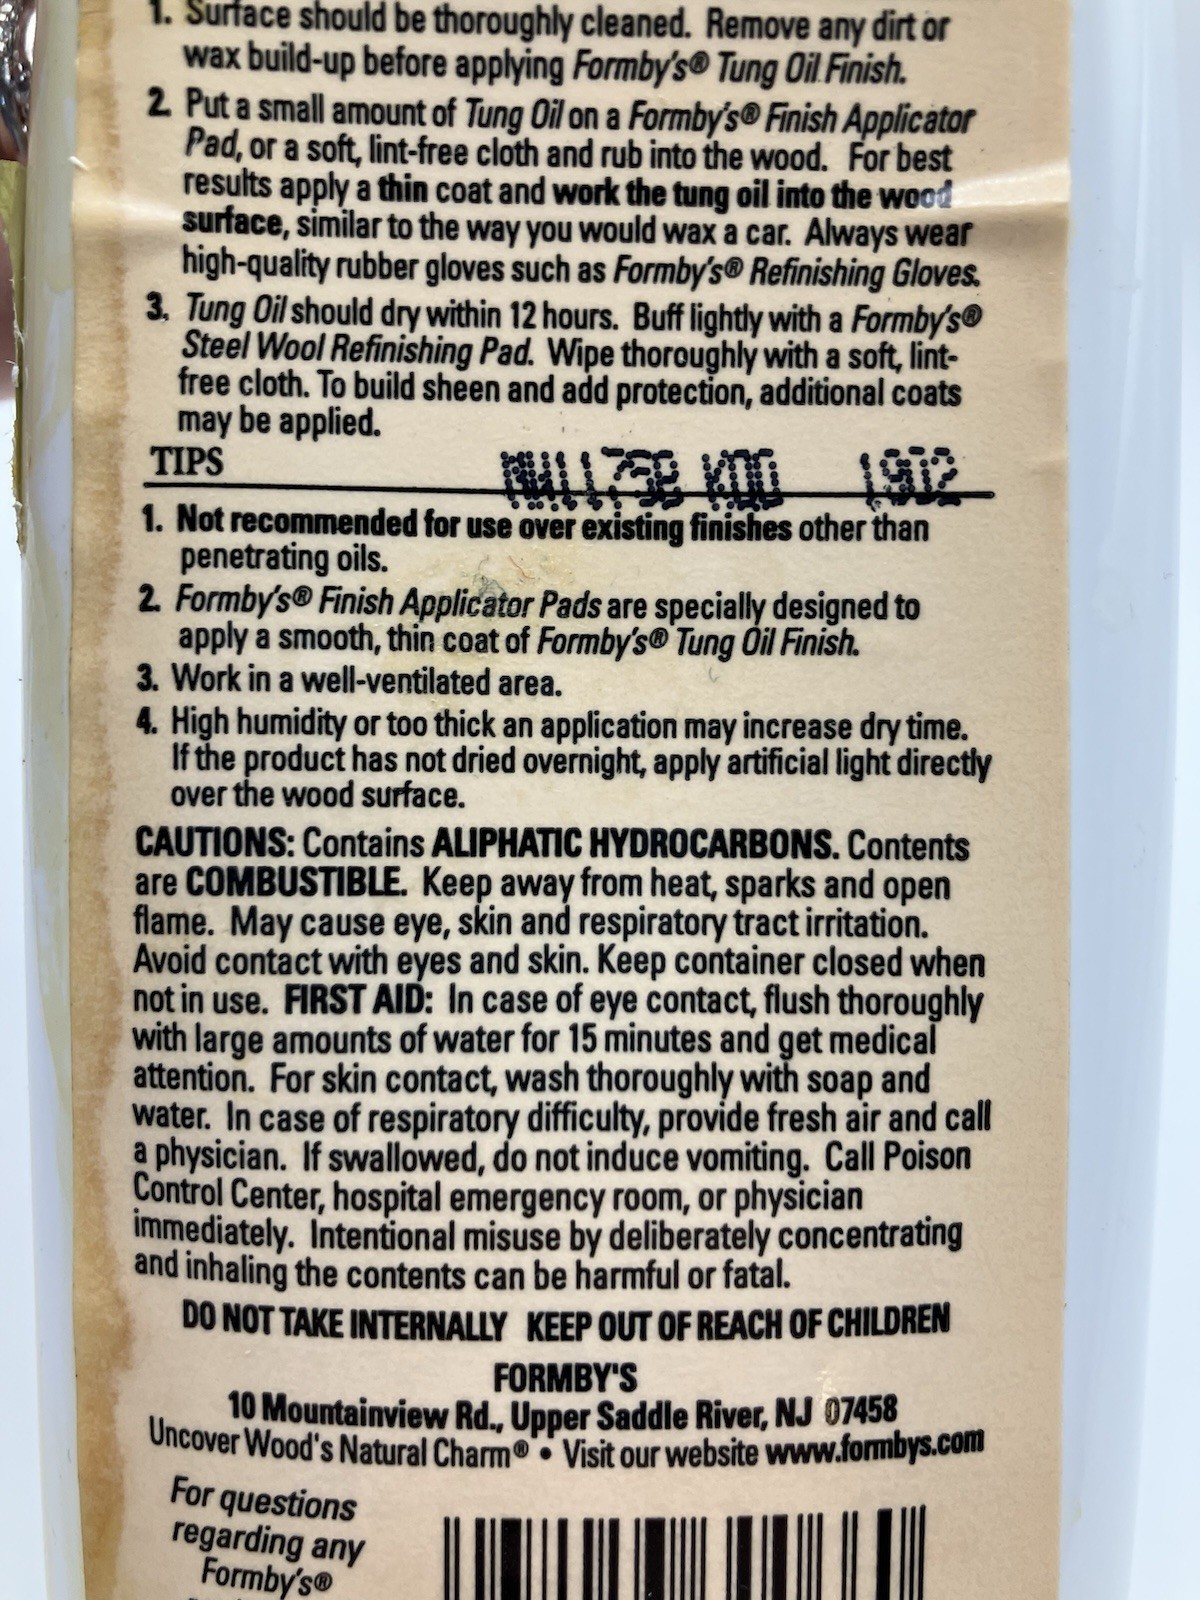 1. Surface should be thoroughly cleaned. Remove any dirt or
wax build-up before applying Formby's® Tung Oil Finish.
2. Put a small amount of Tung Oil on a Formby's® Finish Applicator
Pad, or a soft, lint-free cloth and rub into the wood. For best
results apply a thin coat and work the tung oil into the wood
surface, similar to the way you would wax a car. Always wear
high-quality rubber gloves such as Formby's® Refinishing Gloves.
3. Tung Oil should dry within 12 hours. Buff lightly with a Formby's®
Steel Wool Refinishing Pad. Wipe thoroughly with a soft, lint-
free cloth. To build sheen and add protection, additional coats
may be applied.
TIPS
1. Not recommended for use over existing finishes other than
penetrating oils.
2. Formby's® Finish Applicator Pads are specially designed to
apply a smooth, thin coat of Formby's® Tung Oil Finish.
3. Work in a well-ventilated area.
4. High humidity or too thick an application may increase dry time.
If the product has not dried overnight, apply artificial light directly
over the wood surface.
CAUTIONS: Contains ALIPHATIC HYDROCARBONS. Contents
are COMBUSTIBLE. Keep away from heat, sparks and open
flame. May cause eye, skin and respiratory tract irritation.
Avoid contact with eyes and skin. Keep container closed when
not in use. FIRST AID: In case of eye contact, flush thoroughly
with large amounts of water for 15 minutes and get medical
attention. For skin contact, wash thoroughly with soap and
water. In case of respiratory difficulty, provide fresh air and call
a physician. If swallowed, do not induce vomiting. Call Poison
Control Center, hospital emergency room, or physician
immediately. Intentional misuse by deliberately concentrating
and inhaling the contents can be harmful or fatal.
DO NOT TAKE INTERNALLY KEEP OUT OF REACH OF CHILDREN
FORMBY'S
10 Mountainview Rd., Upper Saddle River, NJ 07458
Uncover Wood's Natural Charm® • Visit our website www.formbys.com
For questions
regarding any
Formby's®